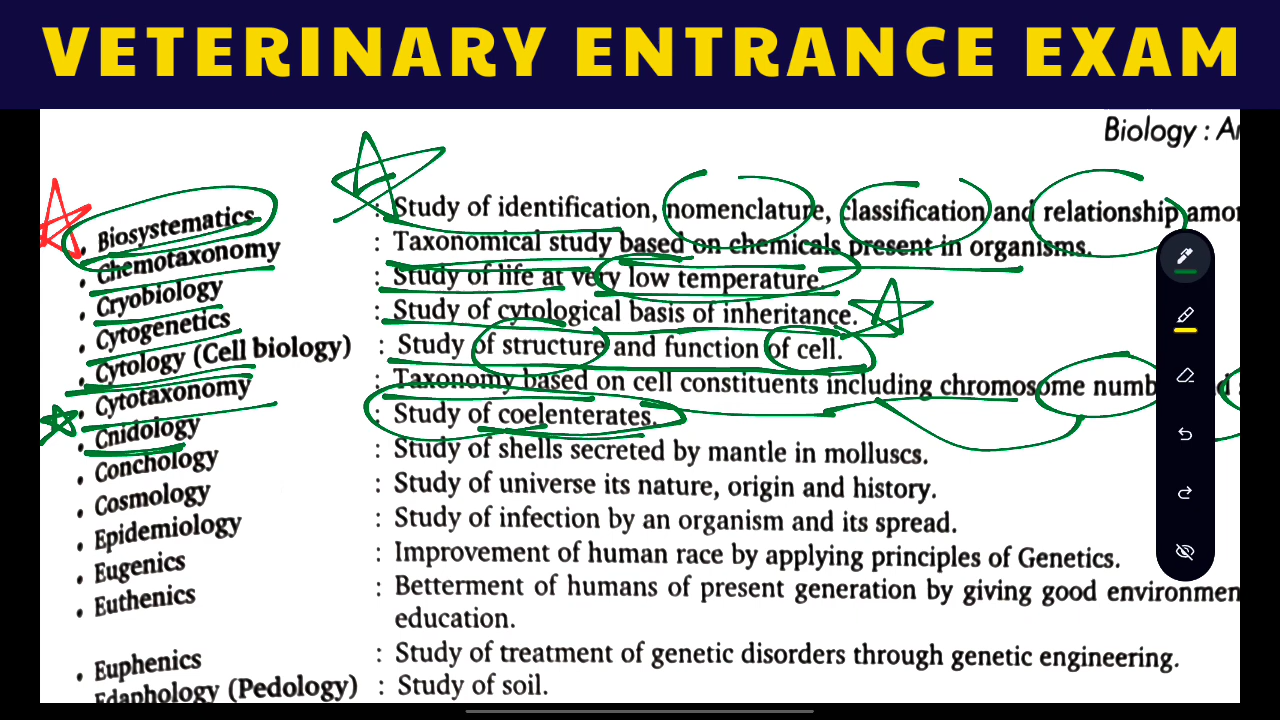 VETERINARY ENTRANCE EXAM
Biology : An
• Biosystematics : Study of identification, nomenclature, classification and relationship amon
• Chemotaxonomy : Taxonomical study based on chemicals present in organisms.
• Cryobiology : Study of life at very low temperature.
• Cytogenetics : Study of cytological basis of inheritance.
• Cytology (Cell biology) : Study of structure and function of cell.
• Cytotaxonomy : Taxonomy based on cell constituents including chromosome numb
• Cnidology : Study of coelenterates.
• Conchology : Study of shells secreted by mantle in molluscs.
• Cosmology : Study of universe its nature, origin and history.
• Epidemiology : Study of infection by an organism and its spread.
• Eugenics : Improvement of human race by applying principles of Genetics.
• Euthenics : Betterment of humans of present generation by giving good environmen
education.
• Euphenics : Study of treatment of genetic disorders through genetic engineering.
Edaphology (Pedology) : Study of soil.